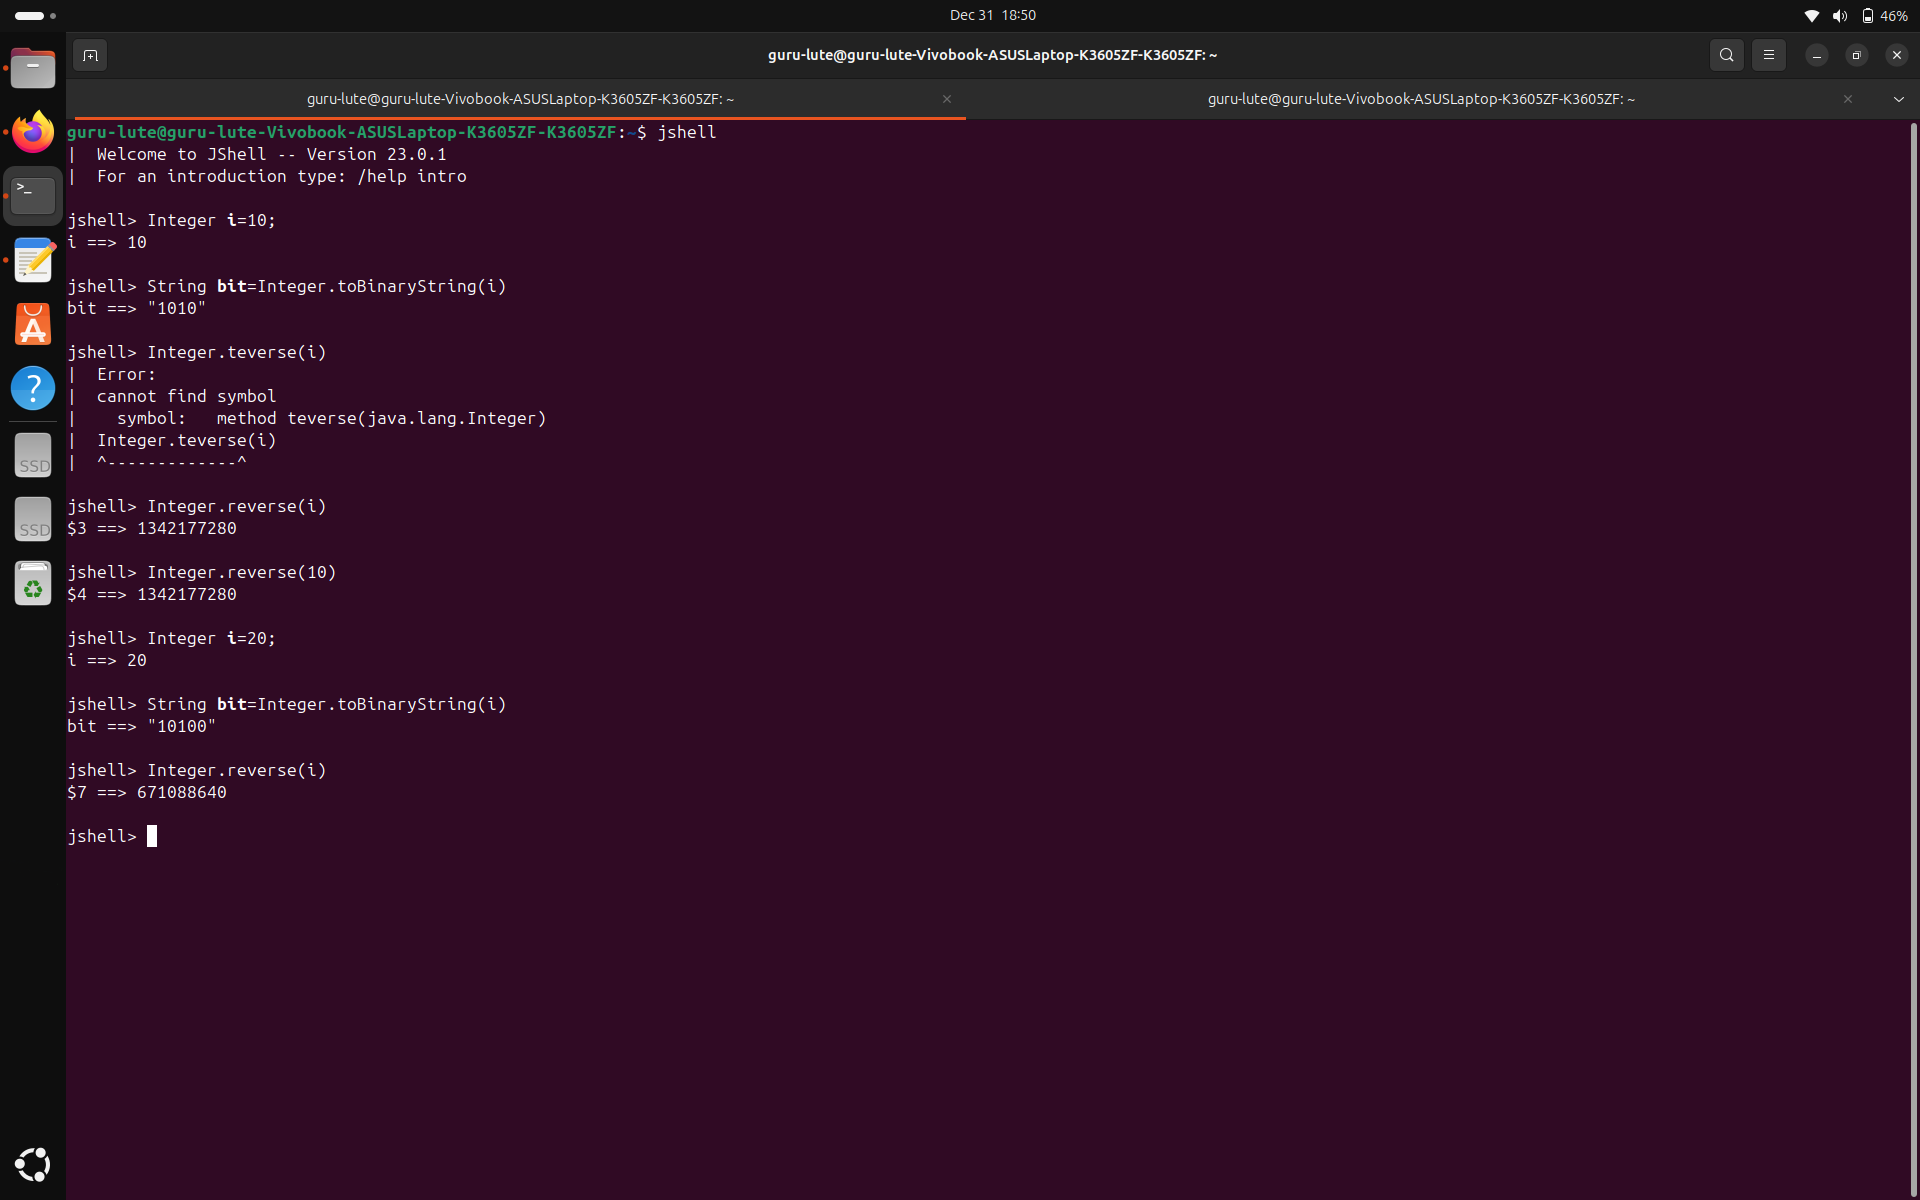 Dec 31 18:50
46%
guru-lute@guru-lute-Vivobook-ASUSLaptop-K3605ZF-K3605ZF: ~
guru-lute@guru-lute-Vivobook-ASUSLaptop-K3605ZF-K3605ZF: ~
guru-lute@guru-lute-Vivobook-ASUSLaptop-K3605ZF-K3605ZF: ~
guru-lute@guru-lute-Vivobook-ASUSLaptop-K3605ZF-K3605ZF:~$ jshell
|  Welcome to JShell -- Version 23.0.1
|  For an introduction type: /help intro
jshell> Integer i=10;
i ==> 10
jshell> String bit=Integer.toBinaryString(i)
bit ==> "1010"
jshell> Integer.teverse(i)
|  Error:
|  cannot find symbol
|    symbol:   method teverse(java.lang.Integer)
|  Integer.teverse(i)
|  ^-------------^
jshell> Integer.reverse(i)
$3 ==> 1342177280
jshell> Integer.reverse(10)
$4 ==> 1342177280
jshell> Integer i=20;
i ==> 20
jshell> String bit=Integer.toBinaryString(i)
bit ==> "10100"
jshell> Integer.reverse(i)
$7 ==> 671088640
jshell>
>_
A
?
SSD
SSD